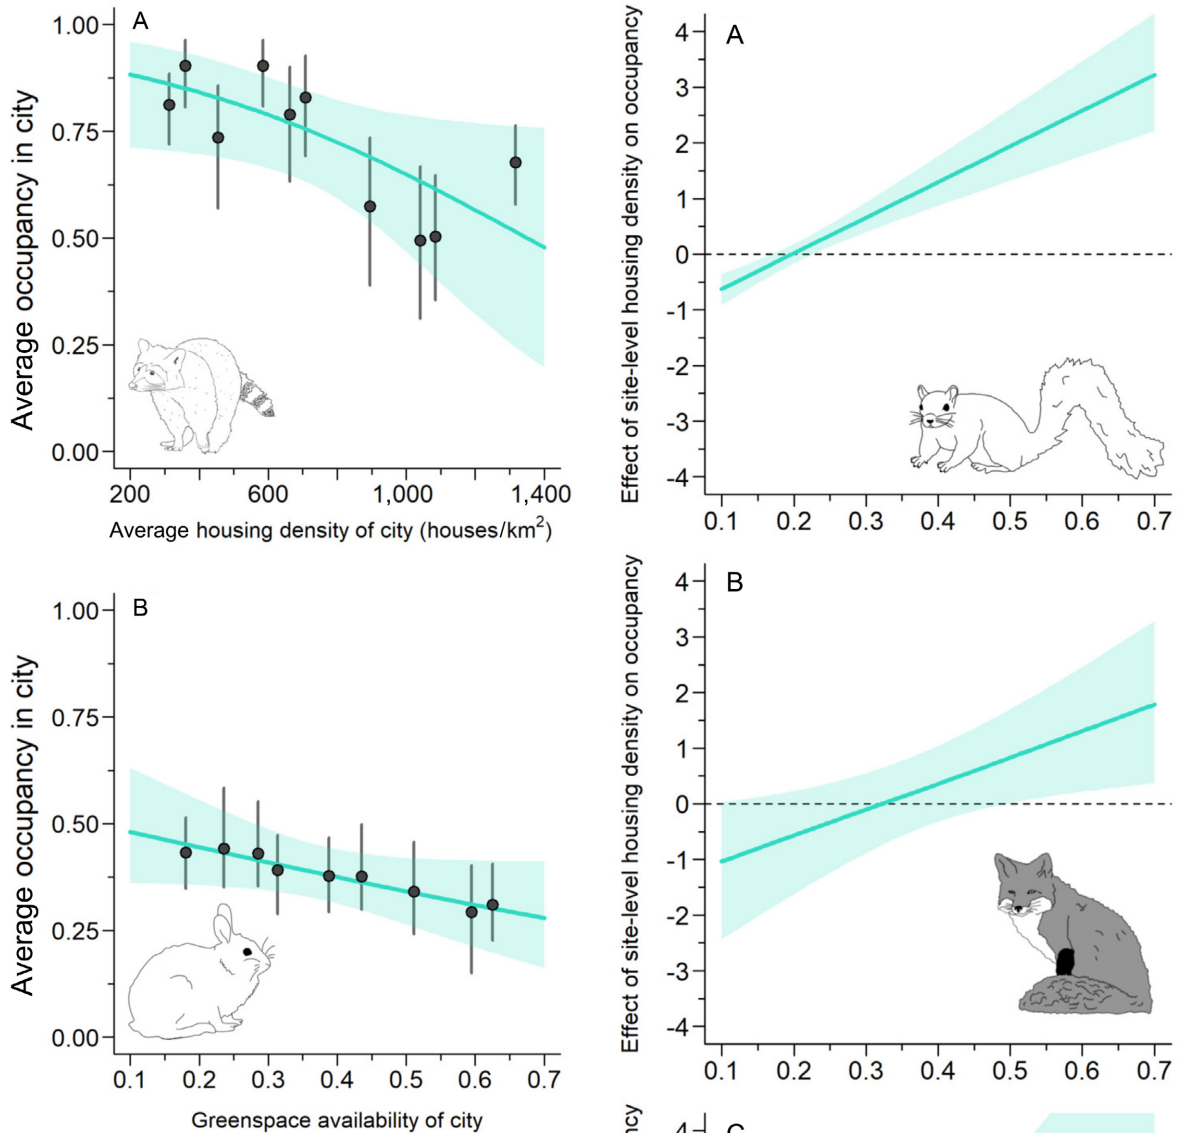 A
1.00
0.75
0.50
0.25
0.00
Average occupancy in city
200 600 1,000 1,400
Average housing density of city (houses/km²)
B
1.00
0.75
0.50
0.25
0.00
Average occupancy in city
0.1 0.2 0.3 0.4 0.5 0.6 0.7
Greenspace availability of city
A
4
3
2
1
0
-1
-2
-3
-4
Effect of site-level housing density on occupancy
0.1 0.2 0.3 0.4 0.5 0.6 0.7
B
4
3
2
1
0
-1
-2
-3
-4
Effect of site-level housing density on occupancy
0.1 0.2 0.3 0.4 0.5 0.6 0.7
4
C